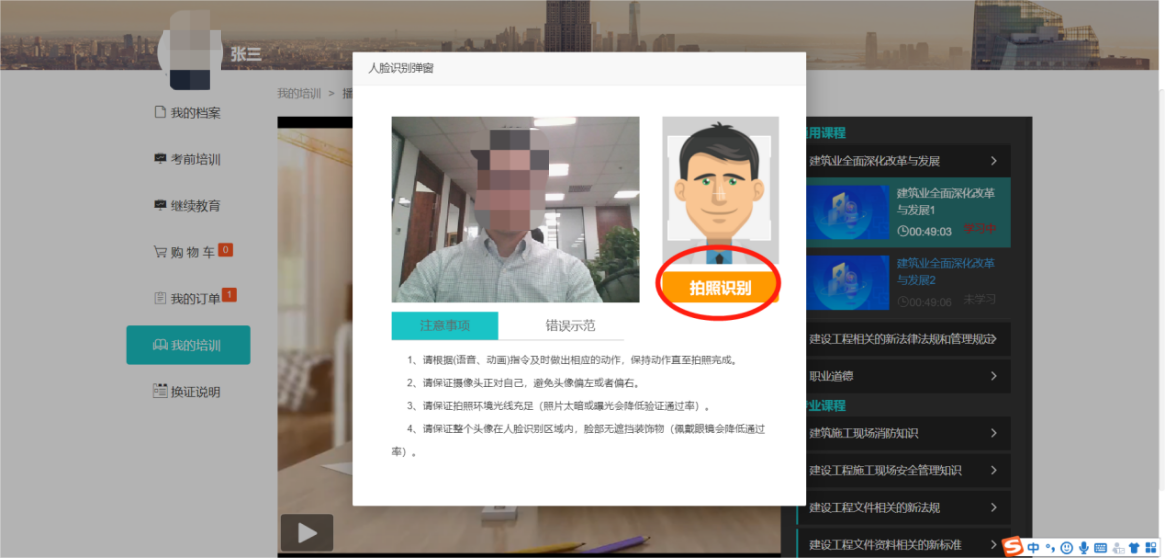 张三
人脸识别弹窗
我的培训 > 播
我的档案
考前培训
继续教育
购 物 车 0
我的订单 1
我的培训
换证说明
拍照识别
注意事项
错误示范
1、请根据(语音、动画)指令及时做出相应的动作，保持动作直至拍照完成。
2、请保证摄像头正对自己，避免头像偏左或者偏右。
3、请保证拍照环境光线充足（照片太暗或曝光会降低验证通过率）。
4、请保证整个头像在人脸识别区域内，脸部无遮挡装饰物（佩戴眼镜会降低通过
率）。
用课程
建筑业全面深化改革与发展
建筑业全面深化改革
与发展1
00:49:03 学习中
建筑业全面深化改革
与发展2
00:49:06 未学习
建设工程相关的新法律法规和管理规定
职业道德
业课程
建筑施工现场消防知识
建设工程施工现场安全管理知识
建设工程文件相关的新法规
建设工程文件资料相关的新标准
S 中